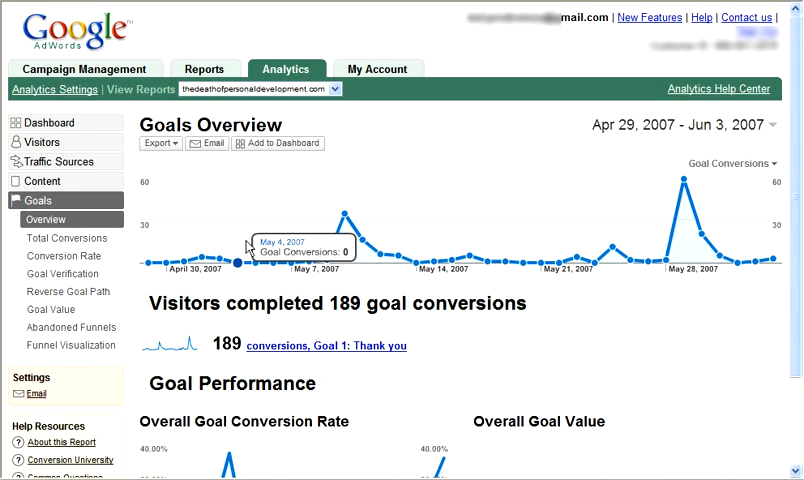 mail.com | New Features | Help | Contact us |
Google™
AdWords
Campaign Management Reports Analytics My Account
Analytics Settings | View Reports thedeathofpersonaldevelopment.com Analytics Help Center
Dashboard
Visitors
Traffic Sources
Content
Goals
Overview
Total Conversions
Conversion Rate
Goal Verification
Reverse Goal Path
Goal Value
Abandoned Funnels
Funnel Visualization
Settings
Email
Help Resources
About this Report
Conversion University
Common Questions
Goals Overview
Apr 29, 2007 - Jun 3, 2007
Export Email Add to Dashboard
Goal Conversions
60 60
30 30
May 4, 2007
Goal Conversions: 0
April 30, 2007 May 7, 2007 May 14, 2007 May 21, 2007 May 28, 2007
Visitors completed 189 goal conversions
189 conversions, Goal 1: Thank you
Goal Performance
Overall Goal Conversion Rate Overall Goal Value
40.00% 40.00%